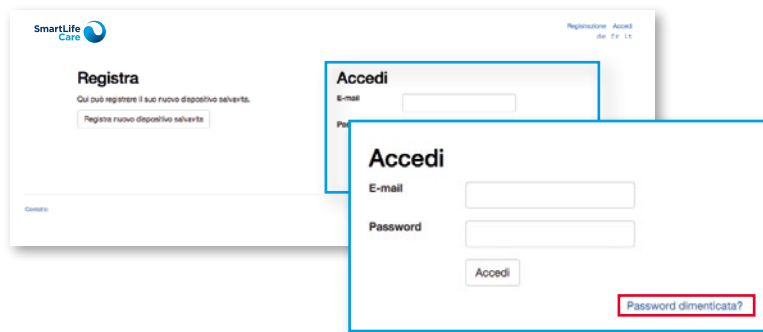 SmartLife
Care
Registrazione Accedi
de fr it
Registra
Qui può registrare il suo nuovo dispositivo salvavita.
Registra nuovo dispositivo salvavita
Accedi
E-mail
Pas
Contatto
Accedi
E-mail
Password
Accedi
Password dimenticata?